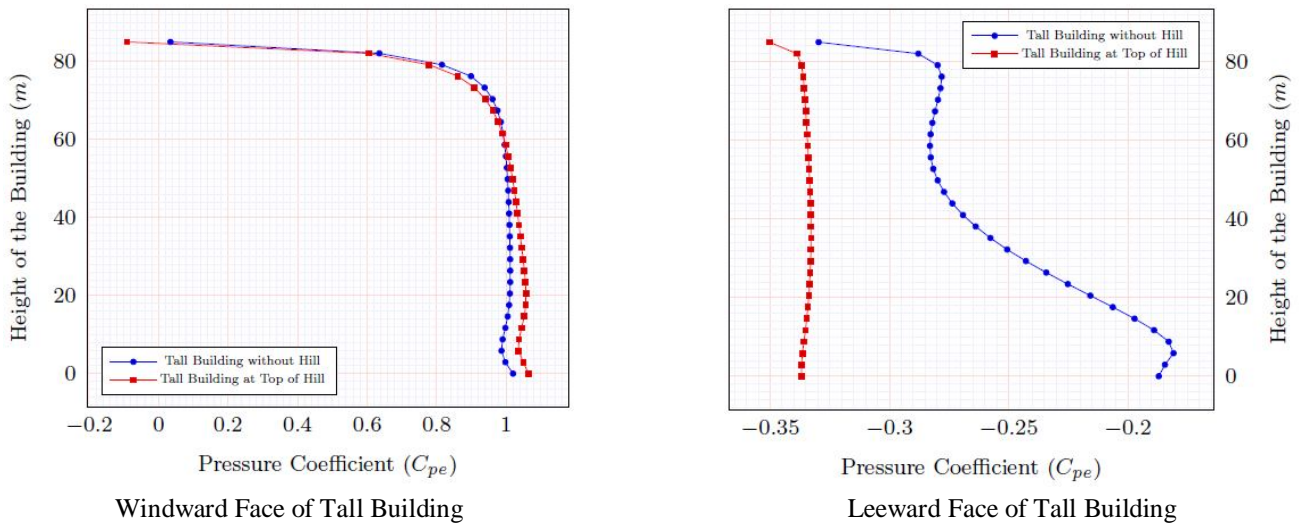 Height of the Building (m)
80
60
40
20
0
Tall Building without Hill
Tall Building at Top of Hill
−0.2
0
0.2
0.4
0.6
0.8
1
Pressure Coefficient (Cpe)
Windward Face of Tall Building
Tall Building without Hill
Tall Building at Top of Hill
80
60
40
20
0
Height of the Building (m)
−0.35
−0.3
−0.25
−0.2
Pressure Coefficient (Cpe)
Leeward Face of Tall Building